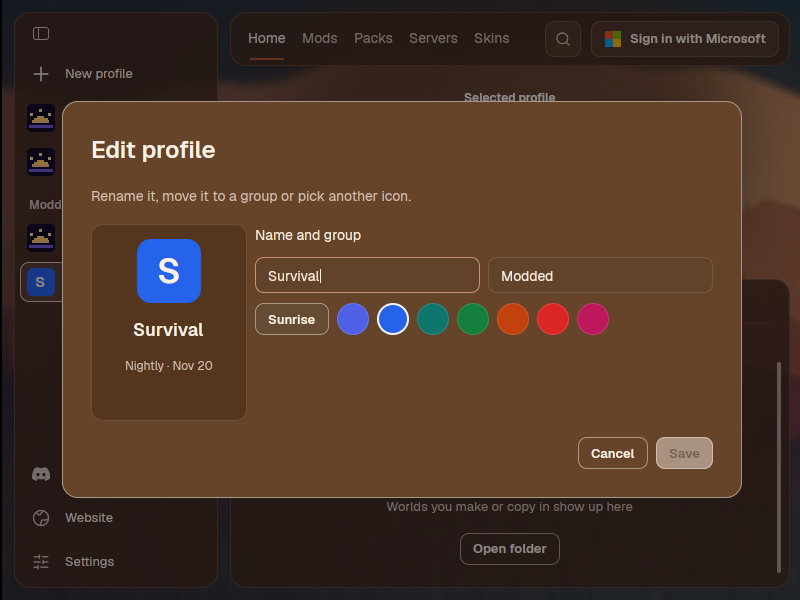 Home Mods Packs Servers Skins Sign in with Microsoft
New profile
Selected profile
Edit profile
Rename it, move it to a group or pick another icon.
Modd
S
Survival
Nightly · Nov 20
Name and group
Survival Modded
Sunrise
S
Cancel Save
Worlds you make or copy in show up here
Open folder
Website
Settings